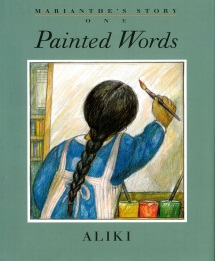 MARIANTHE'S STORY
ONE
Painted Words
ALIKI